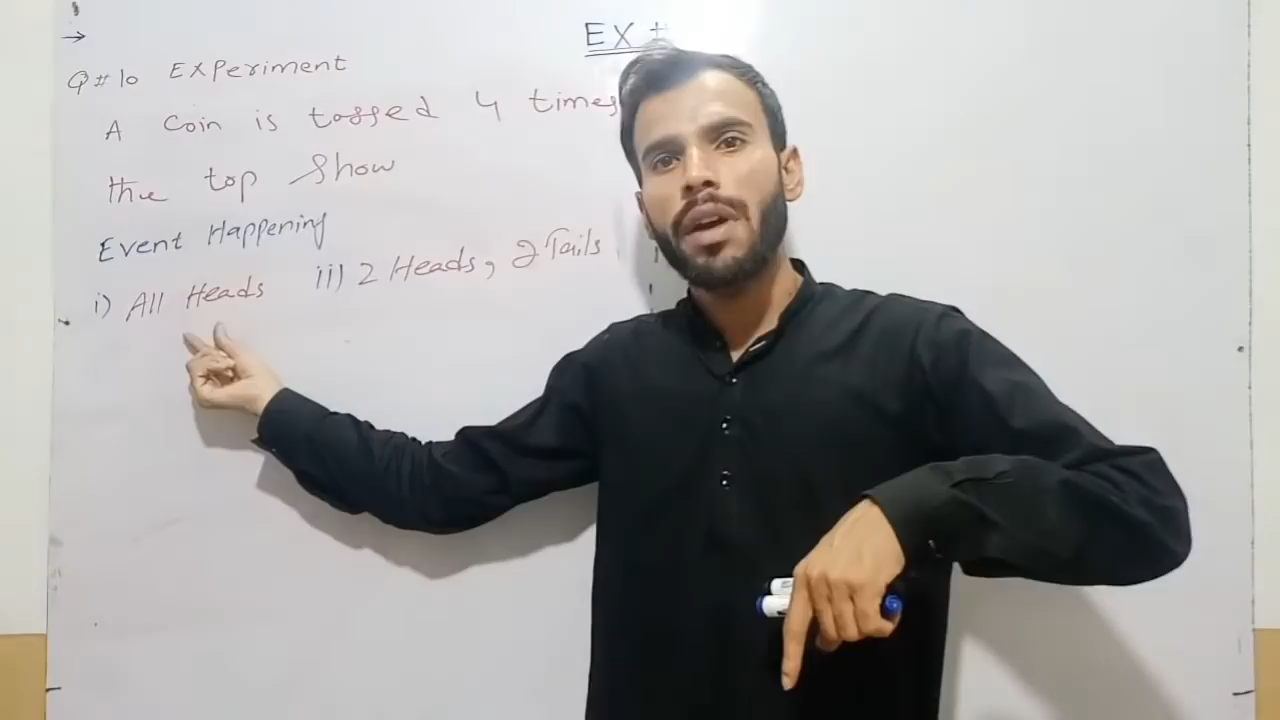 EX #
Q#10 Experiment
A Coin is tossed 4 times
the top Show
Event Happening
i) All Heads ii) 2 Heads, 2 Tails